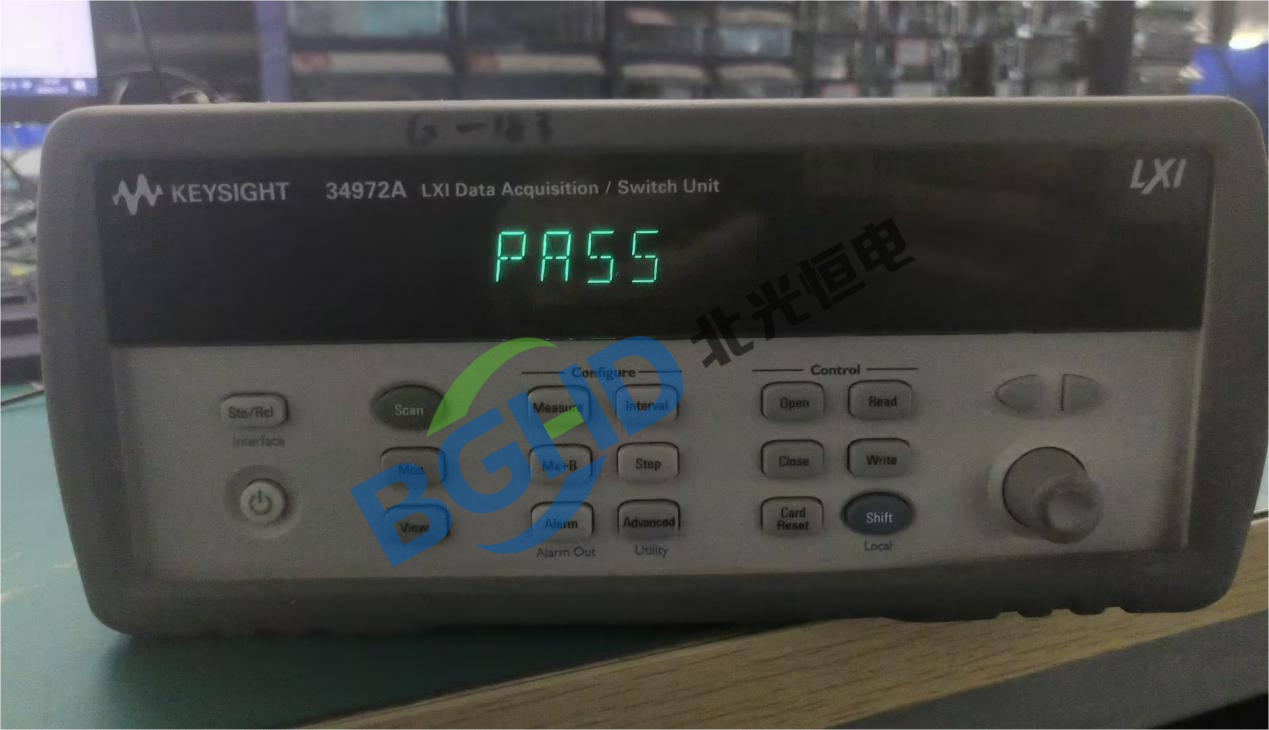 KEYSIGHT 34972A LXI Data Acquisition / Switch Unit
LXI
PASS
北光恒电
BGHD
Configure
Control
Sto/Rcl
Interface
Scan
Measure
Interval
Open
Read
Mon
Mx+B
Step
Close
Write
View
Alarm
Advanced
Card
Reset
Shift
Alarm Out
Utility
Local